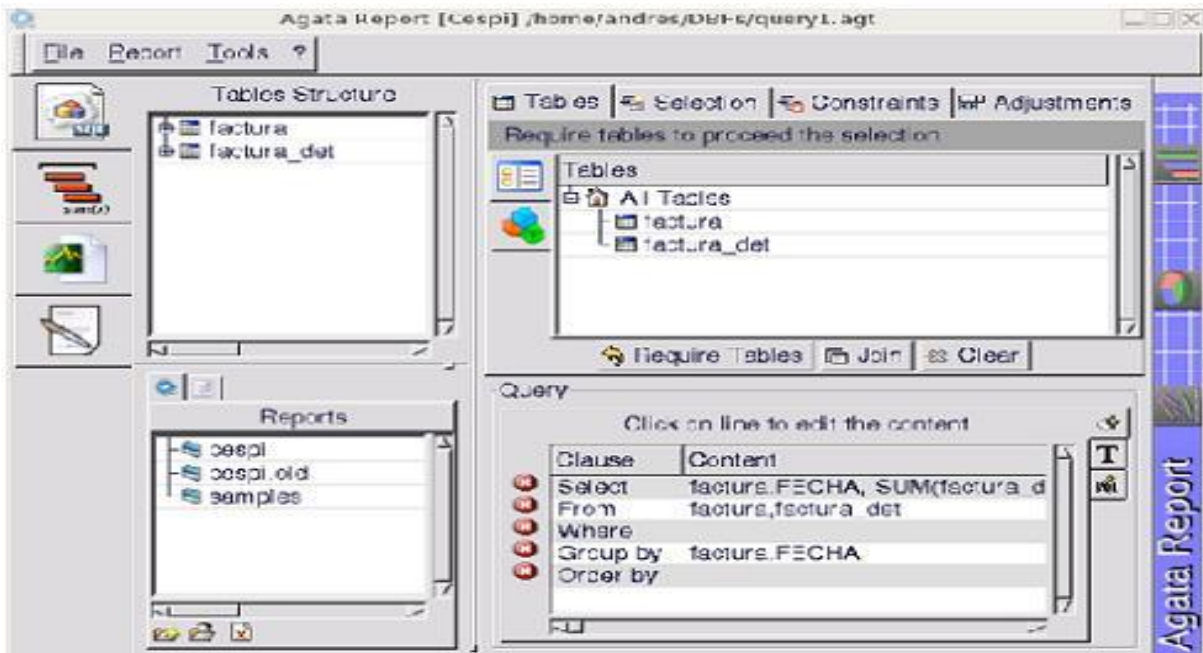 Agata Report [Cespi] /home/andres/DBFs/query1.agt
File Report Tools ?
Tables Structure
factura
factura_det
Reports
cespi
cespi.old
samples
Tables Selection Constraints Adjustments
Require tables to proceed the selection
Tables
All Tables
factura
factura_det
Require Tables Join Clear
Query
Click on line to edit the content
Clause Content
Select factura.FECHA, SUM(factura_d
From factura,factura_det
Where
Group by factura.FECHA
Order by
T
Agata Report